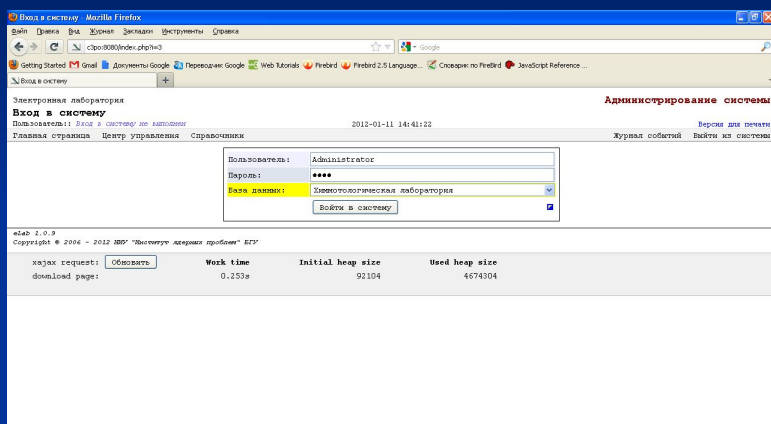 Вход в систему - Mozilla Firefox
Файл Правка Вид Журнал Закладки Инструменты Справка
c3po:8080/index.php?i=3 Google
Getting Started Gmail Документы Google Переводчик Google Web Tutorials Firebird Firebird 2.5 Language... Словарик по FireBird JavaScript Reference ...
Вход в систему +
Электронная лаборатория Администрирование системы
Вход в систему
Пользователь:: Вход в систему не выполнен 2012-01-11 14:41:22 Версия для печати
Главная страница Центр управления Справочники Журнал событий Выйти из системы
Пользователь: Administrator
Пароль: ●●●●
База данных: Химмотологическая лаборатория
Войти в систему
eLab 1.0.9
Copyright © 2006 - 2012 НИУ "Институт ядерных проблем" БГУ
xajax request: Обновить Work time Initial heap size Used heap size
download page: 0.253s 92104 4674304